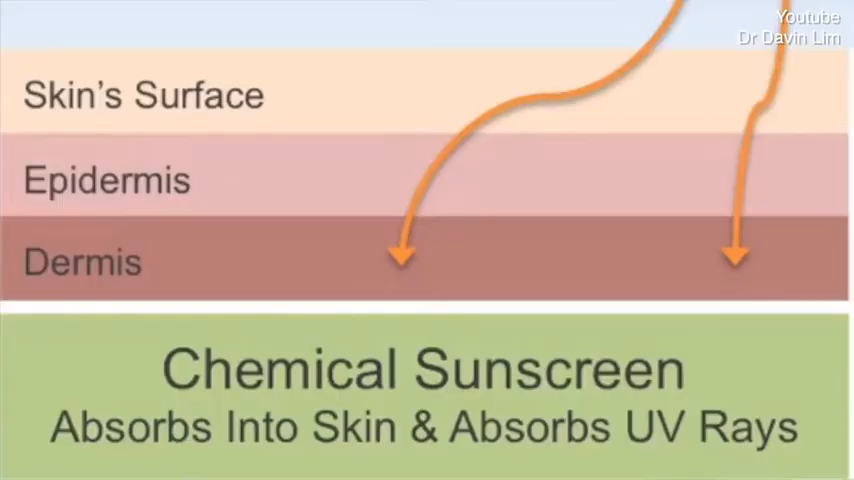 Youtube
Dr Davin Lim
Skin's Surface
Epidermis
Dermis
Chemical Sunscreen
Absorbs Into Skin & Absorbs UV Rays